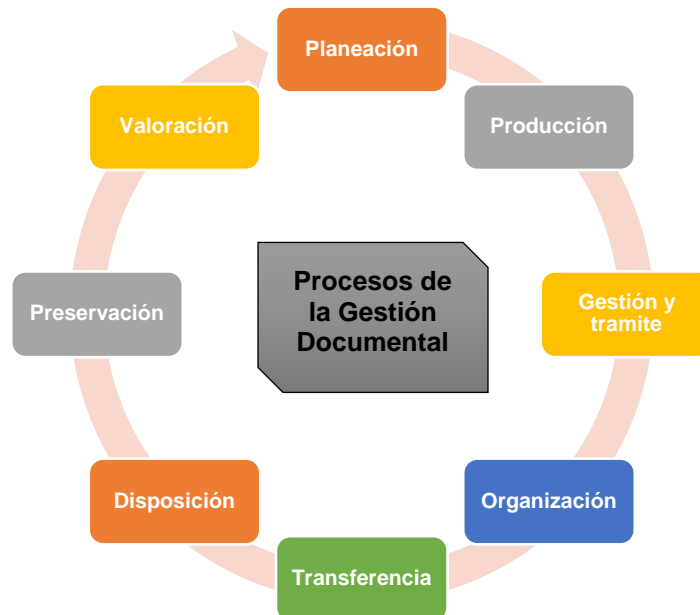 Planeación
Producción
Gestión y
tramite
Organización
Transferencia
Disposición
Preservación
Valoración
Procesos de
la Gestión
Documental